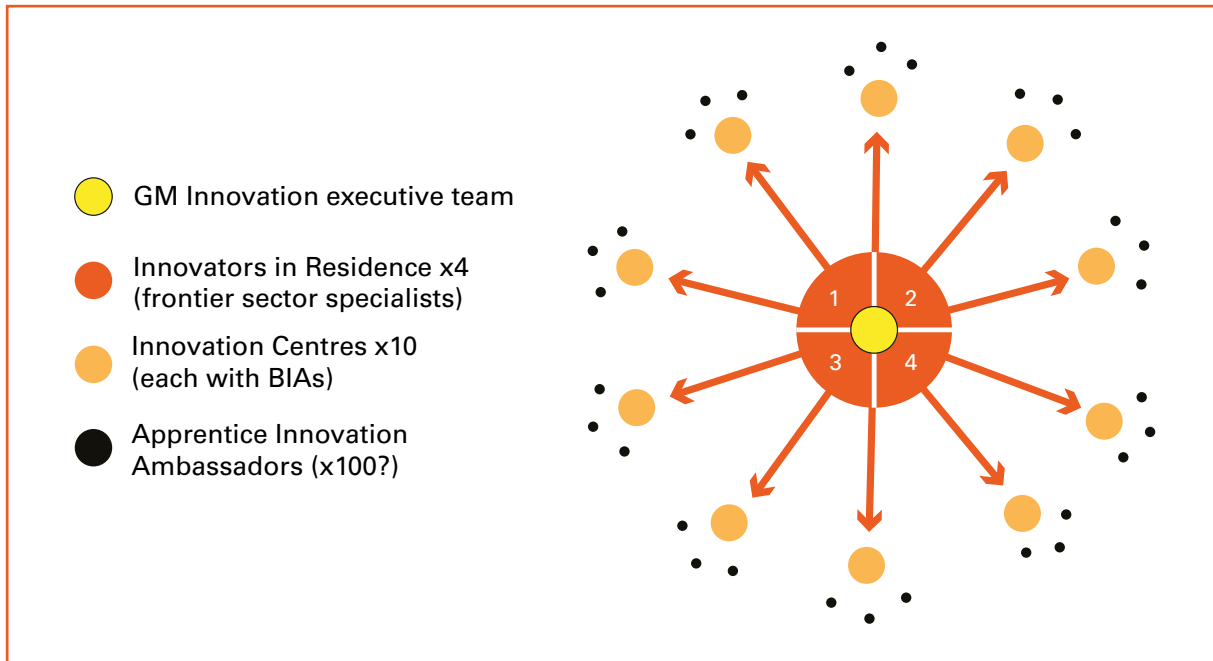 GM Innovation executive team
Innovators in Residence x4
(frontier sector specialists)
Innovation Centres x10
(each with BIAs)
Apprentice Innovation
Ambassadors (x100?)
1
2
3
4